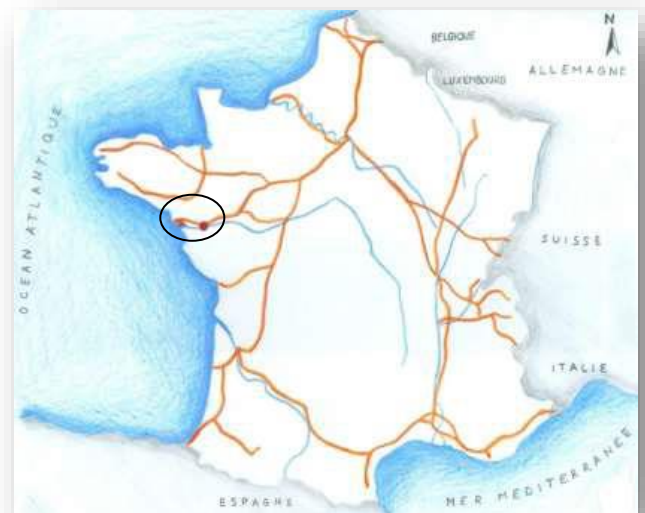 N
BELGIQUE
ALLEMAGNE
LUXEMBOURG
OCEAN ATLANTIQUE
SUISSE
ITALIE
MER MEDITERRANEE
ESPAGNE